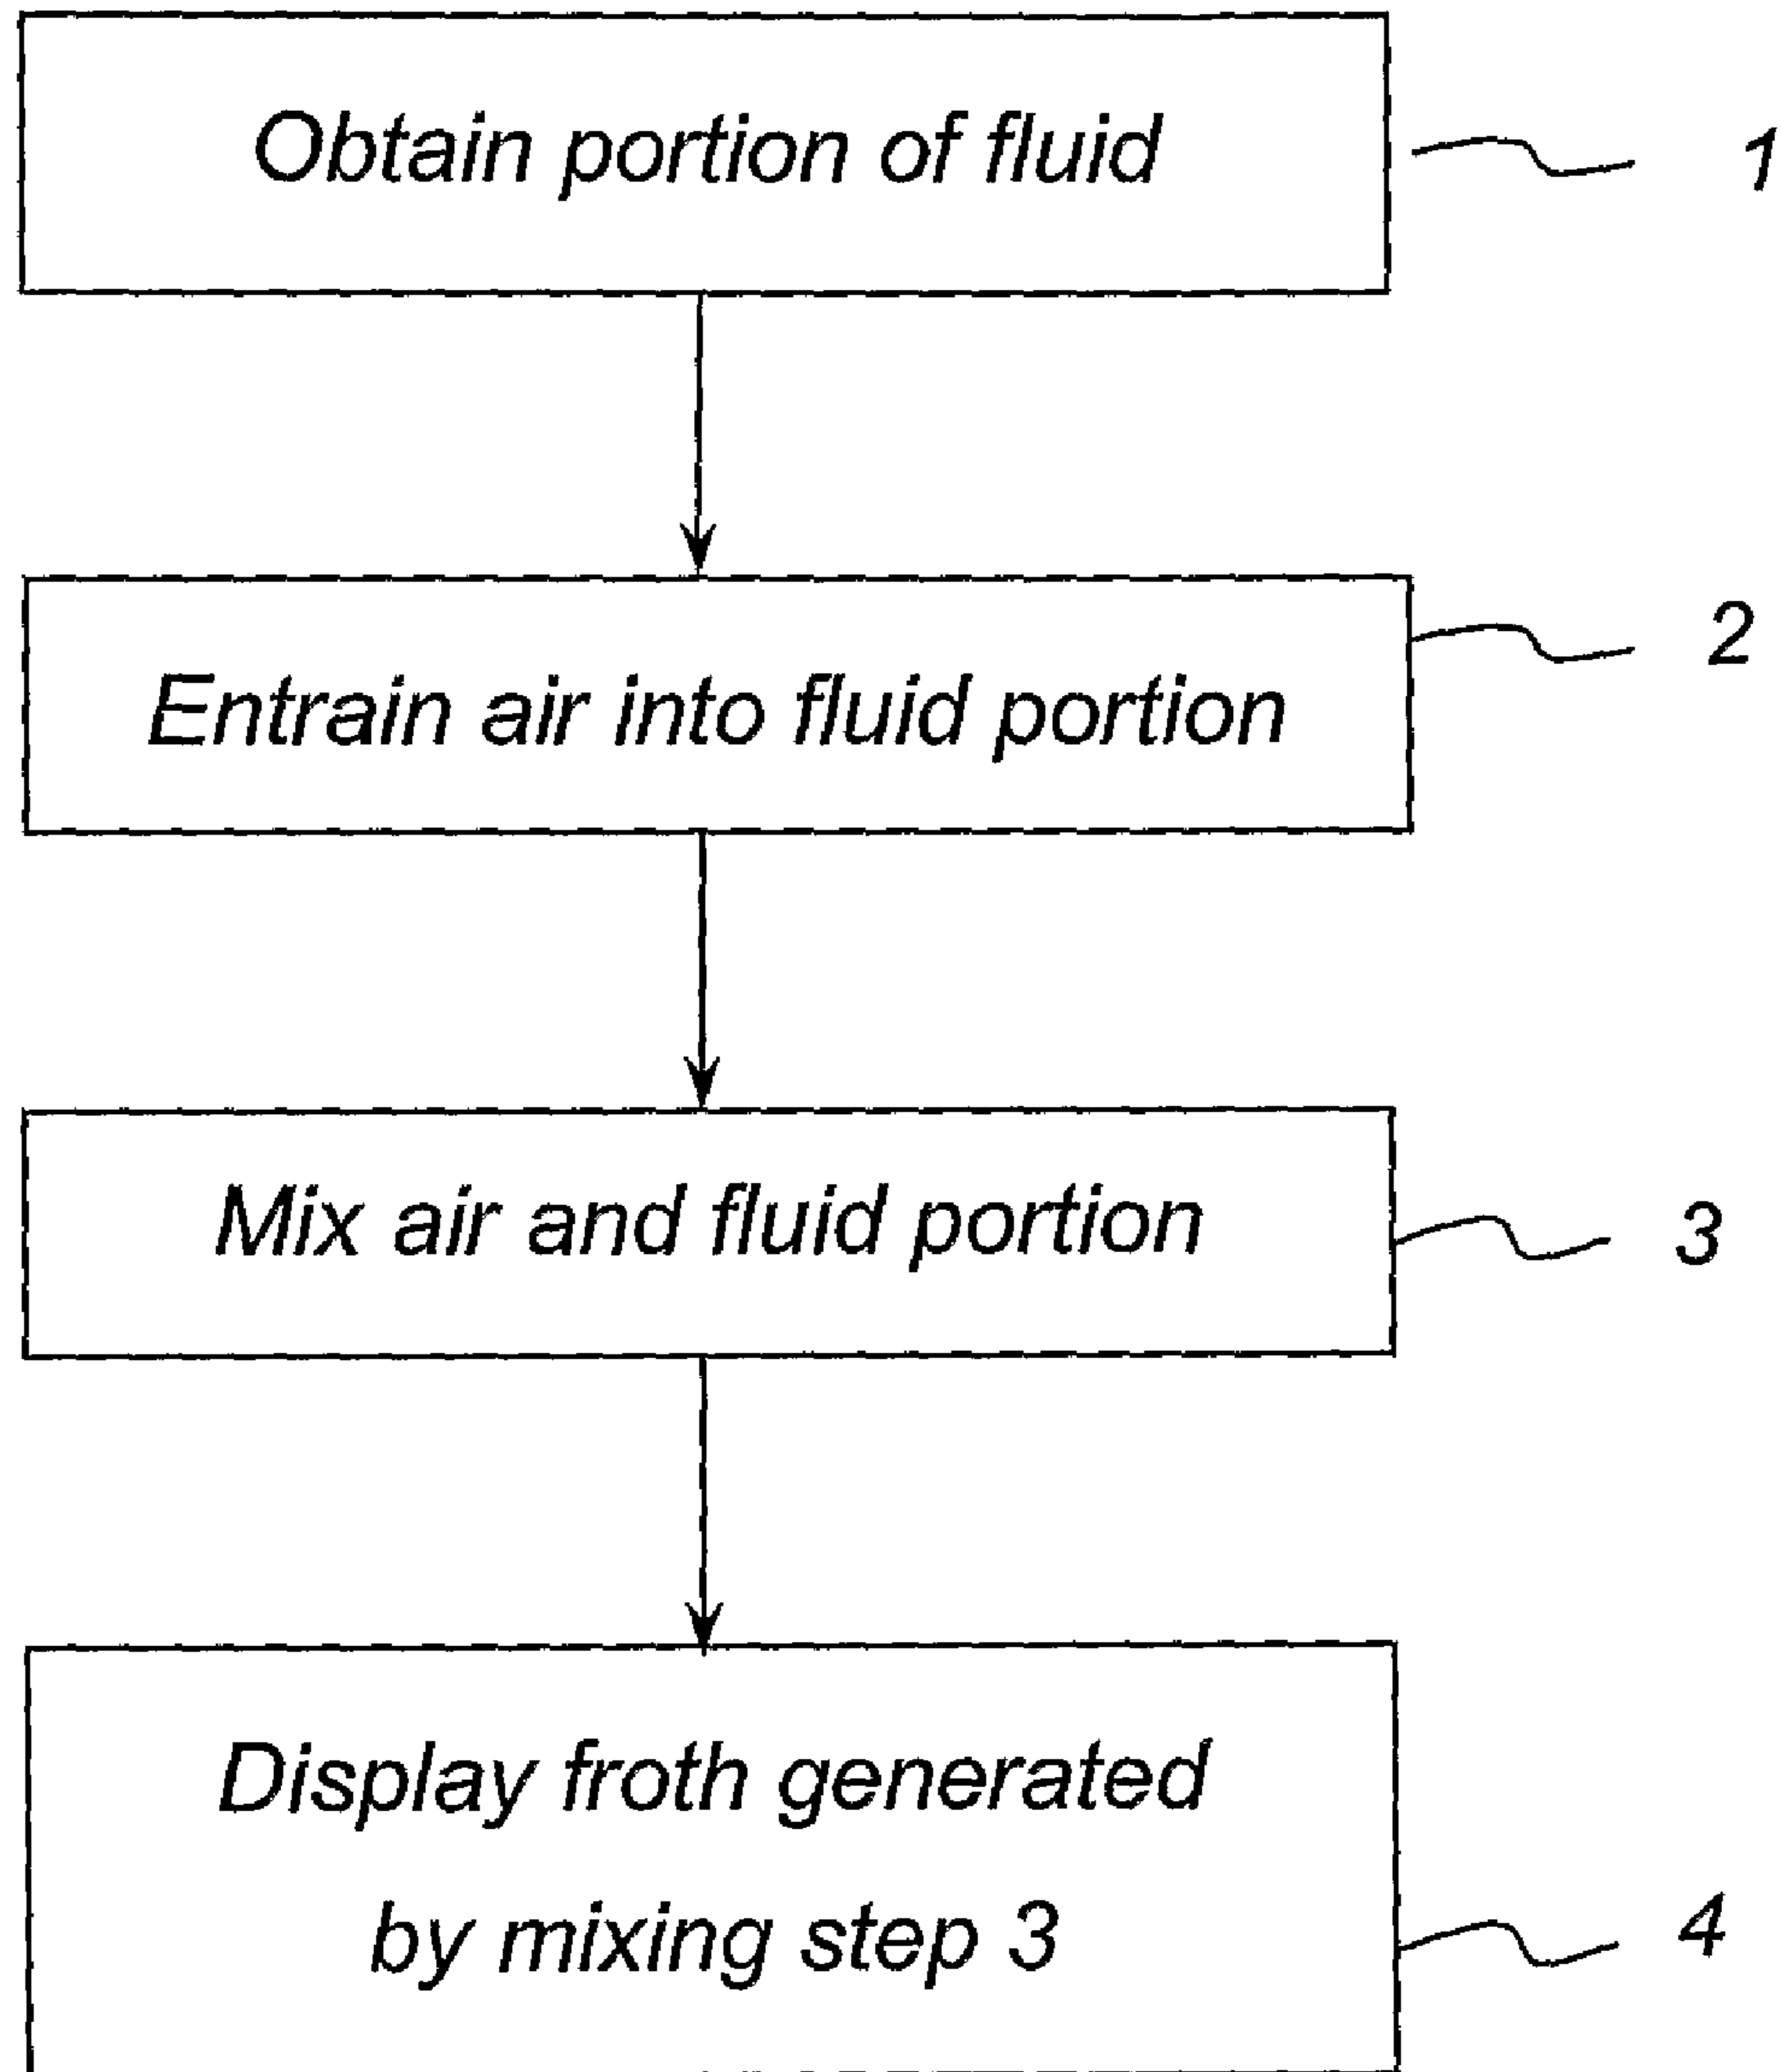 Obtain portion of fluid
1
Entrain air into fluid portion
2
Mix air and fluid portion
3
Display froth generated
by mixing step 3
4